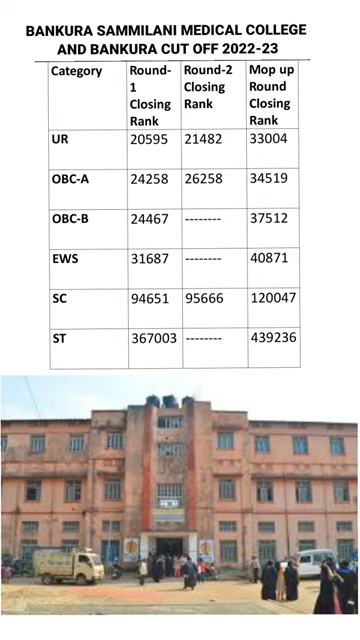 BANKURA SAMMILANI MEDICAL COLLEGE
AND BANKURA CUT OFF 2022-23
Category Round-1 Closing Rank Round-2 Closing Rank Mop up Round Closing Rank
UR 20595 21482 33004
OBC-A 24258 26258 34519
OBC-B 24467 -------- 37512
EWS 31687 -------- 40871
SC 94651 95666 120047
ST 367003 -------- 439236